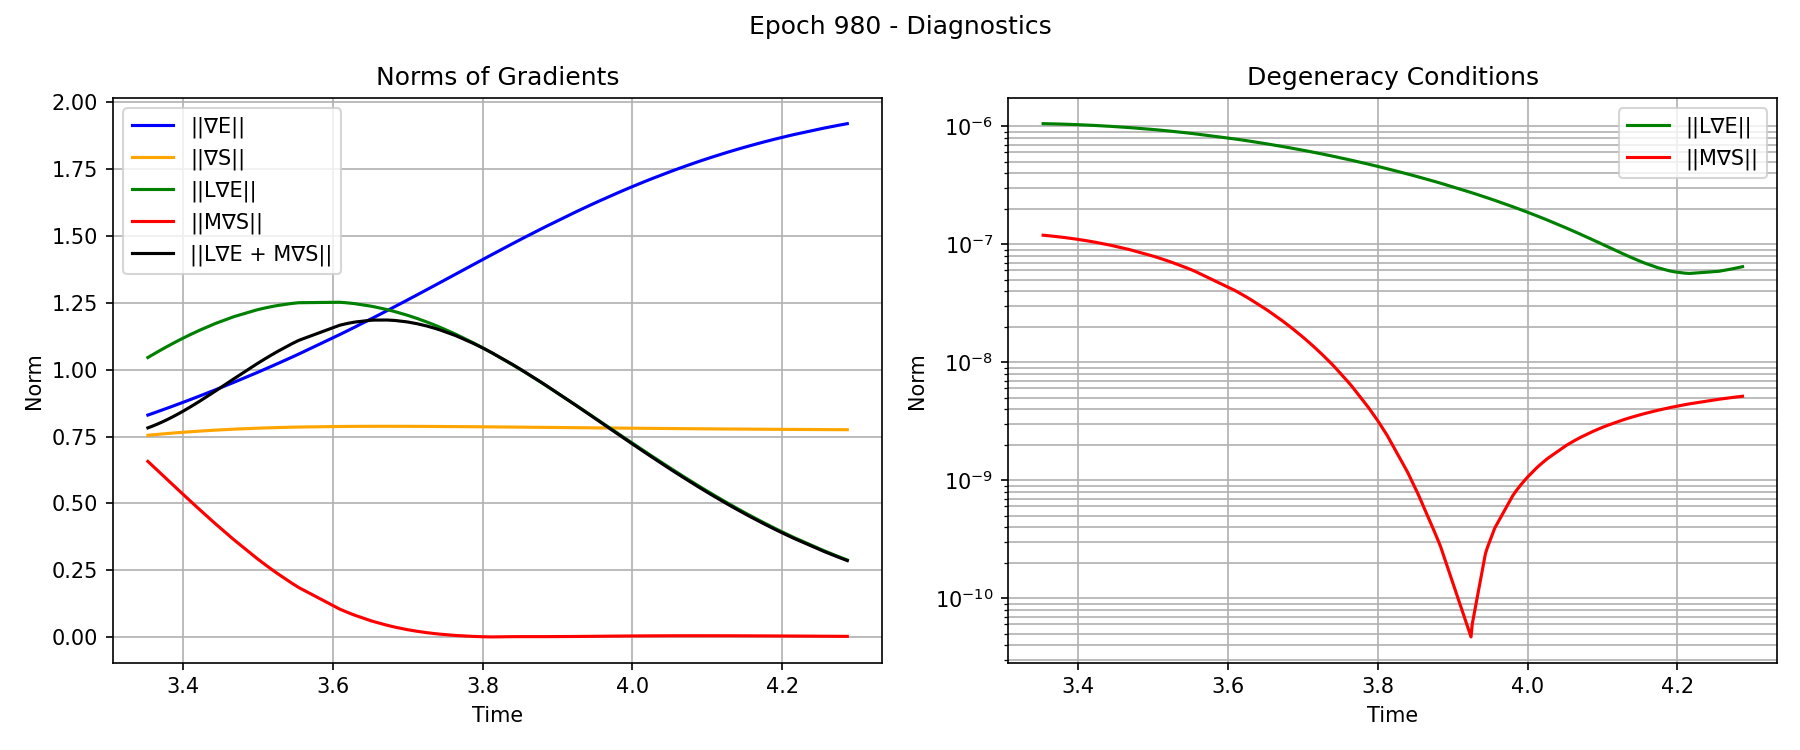 Epoch 980 - Diagnostics
Norms of Gradients
Norm
2.00
1.75
1.50
1.25
1.00
0.75
0.50
0.25
0.00
||∇E||
||∇S||
||L∇E||
||M∇S||
||L∇E + M∇S||
3.4 3.6 3.8 4.0 4.2
Time
Degeneracy Conditions
Norm
10⁻⁶
10⁻⁷
10⁻⁸
10⁻⁹
10⁻¹⁰
||L∇E||
||M∇S||
3.4 3.6 3.8 4.0 4.2
Time